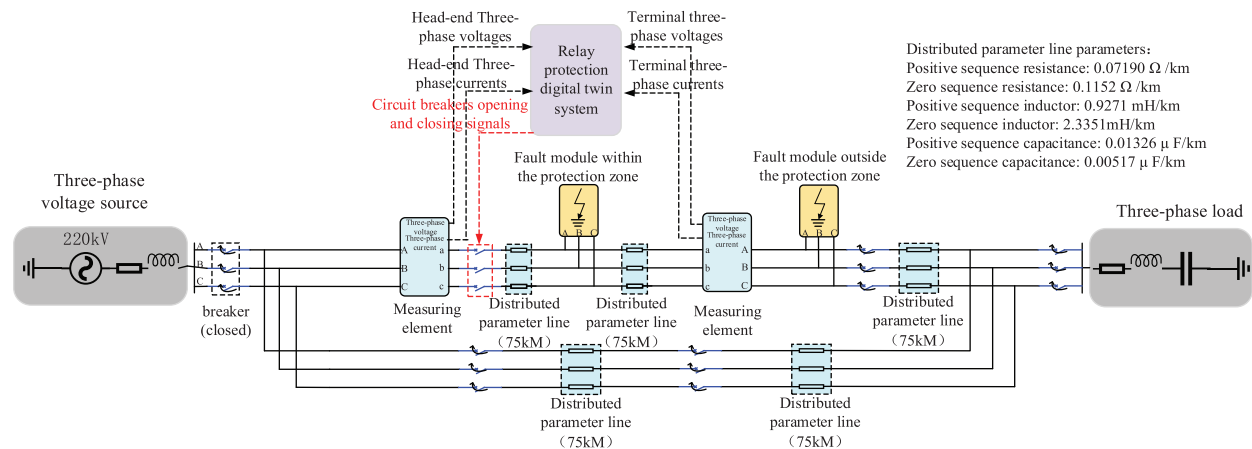 Head-end Three-
phase voltages
Head-end Three-
phase currents
Circuit breakers opening
and closing signals
Relay
protection
digital twin
system
Terminal three-
phase voltages
Terminal three-
phase currents
Distributed parameter line parameters：
Positive sequence resistance: 0.07190 Ω /km
Zero sequence resistance: 0.1152 Ω /km
Positive sequence inductor: 0.9271 mH/km
Zero sequence inductor: 2.3351mH/km
Positive sequence capacitance: 0.01326 μ F/km
Zero sequence capacitance: 0.00517 μ F/km
Fault module within
the protection zone
Fault module outside
the protection zone
Three-phase
voltage source
220kV
A
B
C
breaker
(closed)
Three-phase
voltage
Three-phase
current
A
B
C
a
b
c
Measuring
element
A B C
Distributed
parameter line
（75kM）
Distributed
parameter line
（75kM）
Three-phase
voltage
Three-phase
current
a
b
c
A
B
C
Measuring
element
A B C
Distributed
parameter line
（75kM）
Three-phase load
Distributed
parameter line
（75kM）
Distributed
parameter line
（75kM）